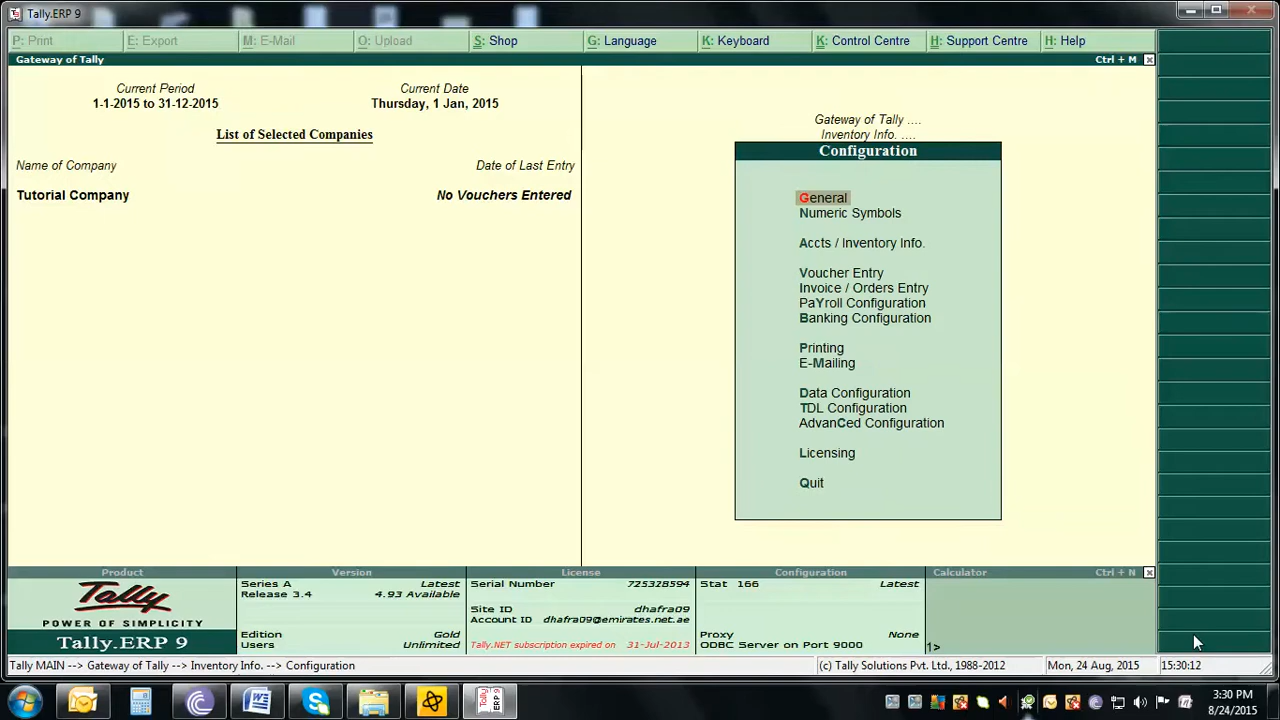 Tally.ERP 9
P: Print
E: Export
M: E-Mail
O: Upload
S: Shop
G: Language
K: Keyboard
K: Control Centre
H: Support Centre
H: Help
Gateway of Tally
Ctrl + M
Current Period
1-1-2015 to 31-12-2015
Current Date
Thursday, 1 Jan, 2015
List of Selected Companies
Name of Company
Date of Last Entry
Tutorial Company
No Vouchers Entered
Gateway of Tally ....
Inventory Info. ....
Configuration
General
Numeric Symbols
Accts / Inventory Info.
Voucher Entry
Invoice / Orders Entry
PaYroll Configuration
Banking Configuration
Printing
E-Mailing
Data Configuration
TDL Configuration
AdvanCed Configuration
Licensing
Quit
Product
Tally
POWER OF SIMPLICITY
Tally.ERP 9
Version
Series A
Latest
Release 3.4
4.93 Available
Edition
Gold
Users
Unlimited
License
Serial Number
725328594
Site ID
dhafra09
Account ID
dhafra09@emirates.net.ae
Tally.NET subscription expired on
31-Jul-2013
Configuration
Stat 166
Latest
Proxy
None
ODBC Server on Port 9000
Calculator
Ctrl + N
1>
Tally MAIN --> Gateway of Tally --> Inventory Info. --> Configuration
(c) Tally Solutions Pvt. Ltd., 1988-2012
Mon, 24 Aug, 2015
15:30:12
3:30 PM
8/24/2015